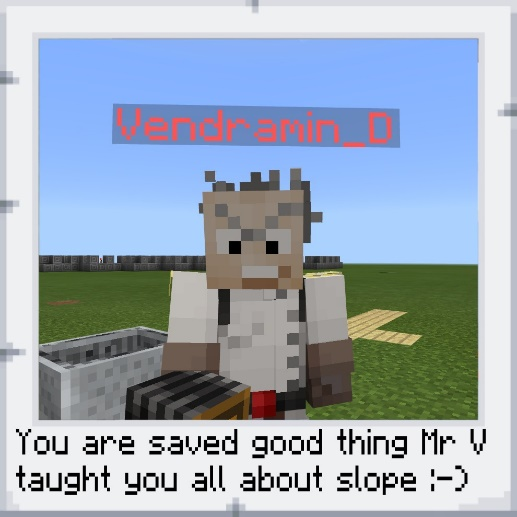 Vendramin_D
You are saved good thing Mr V
taught you all about slope :-)